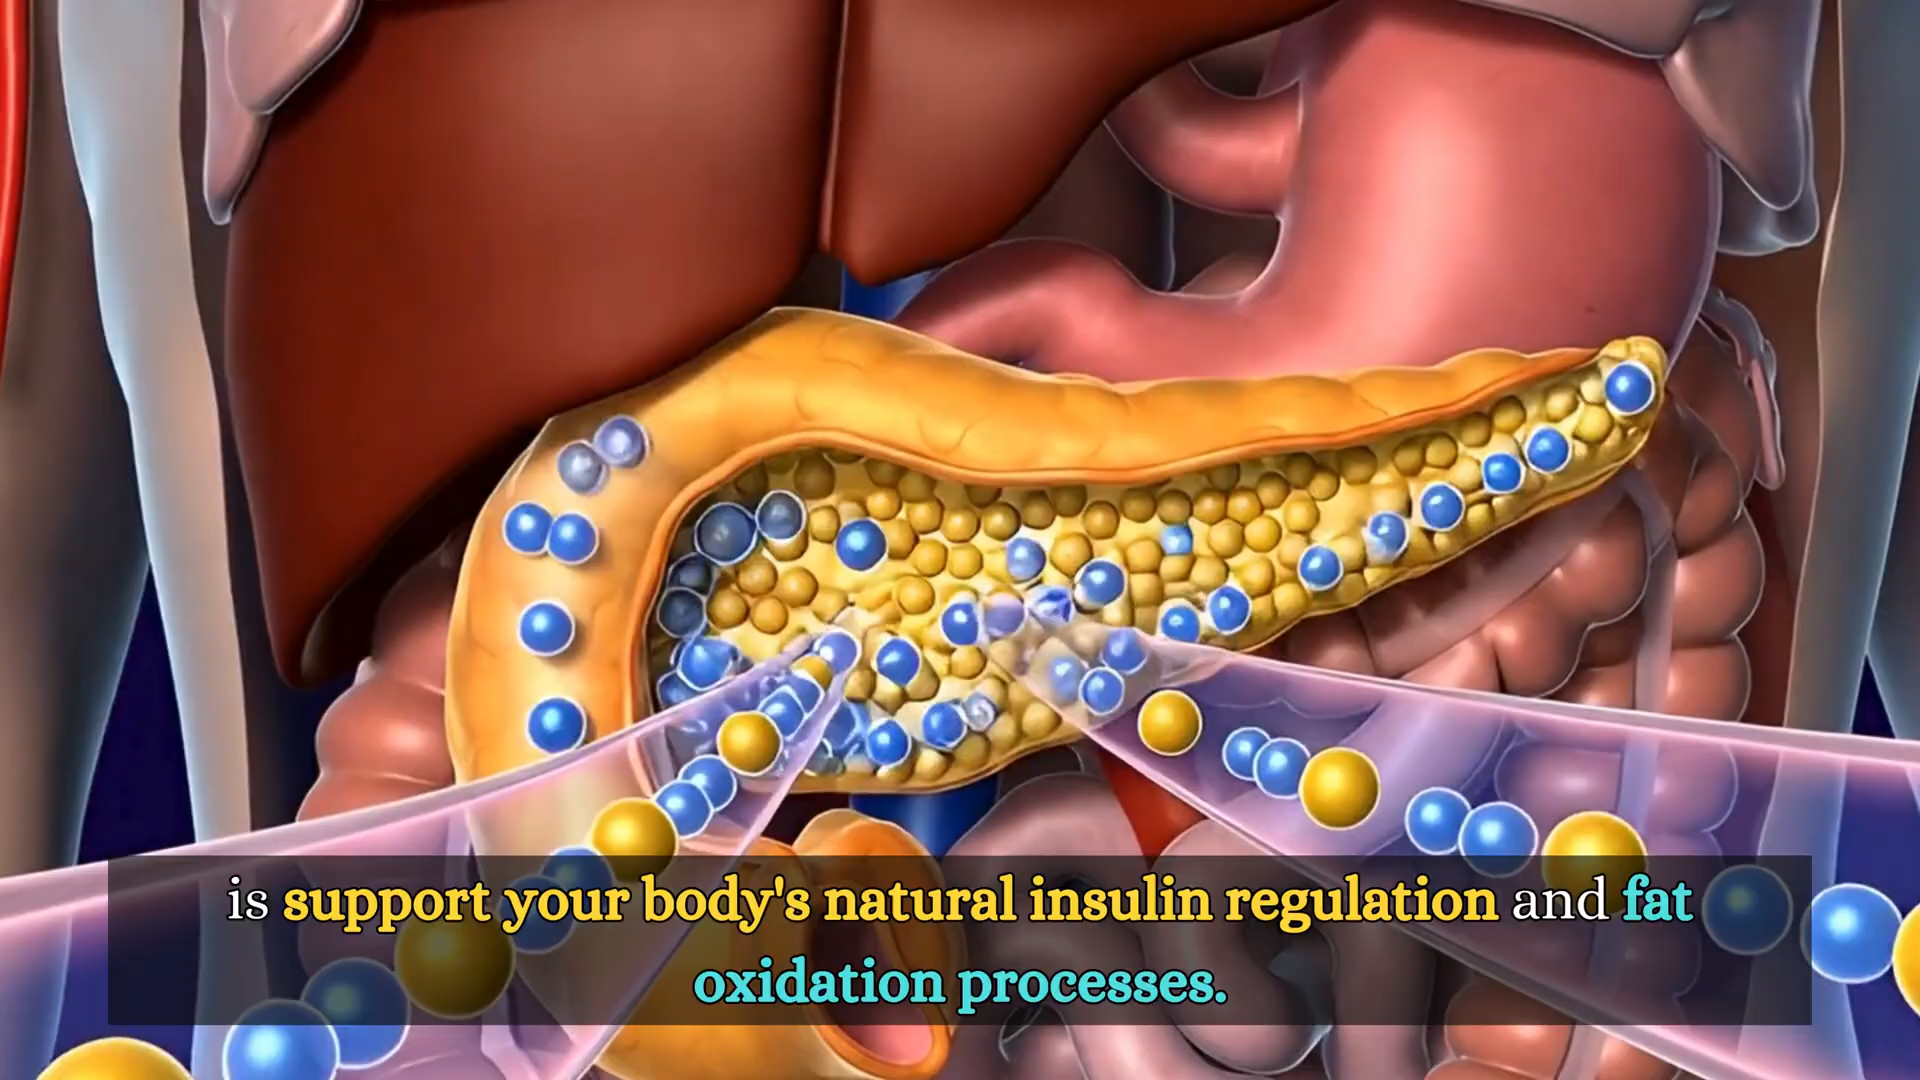 is support your body's natural insulin regulation and fat
oxidation processes.